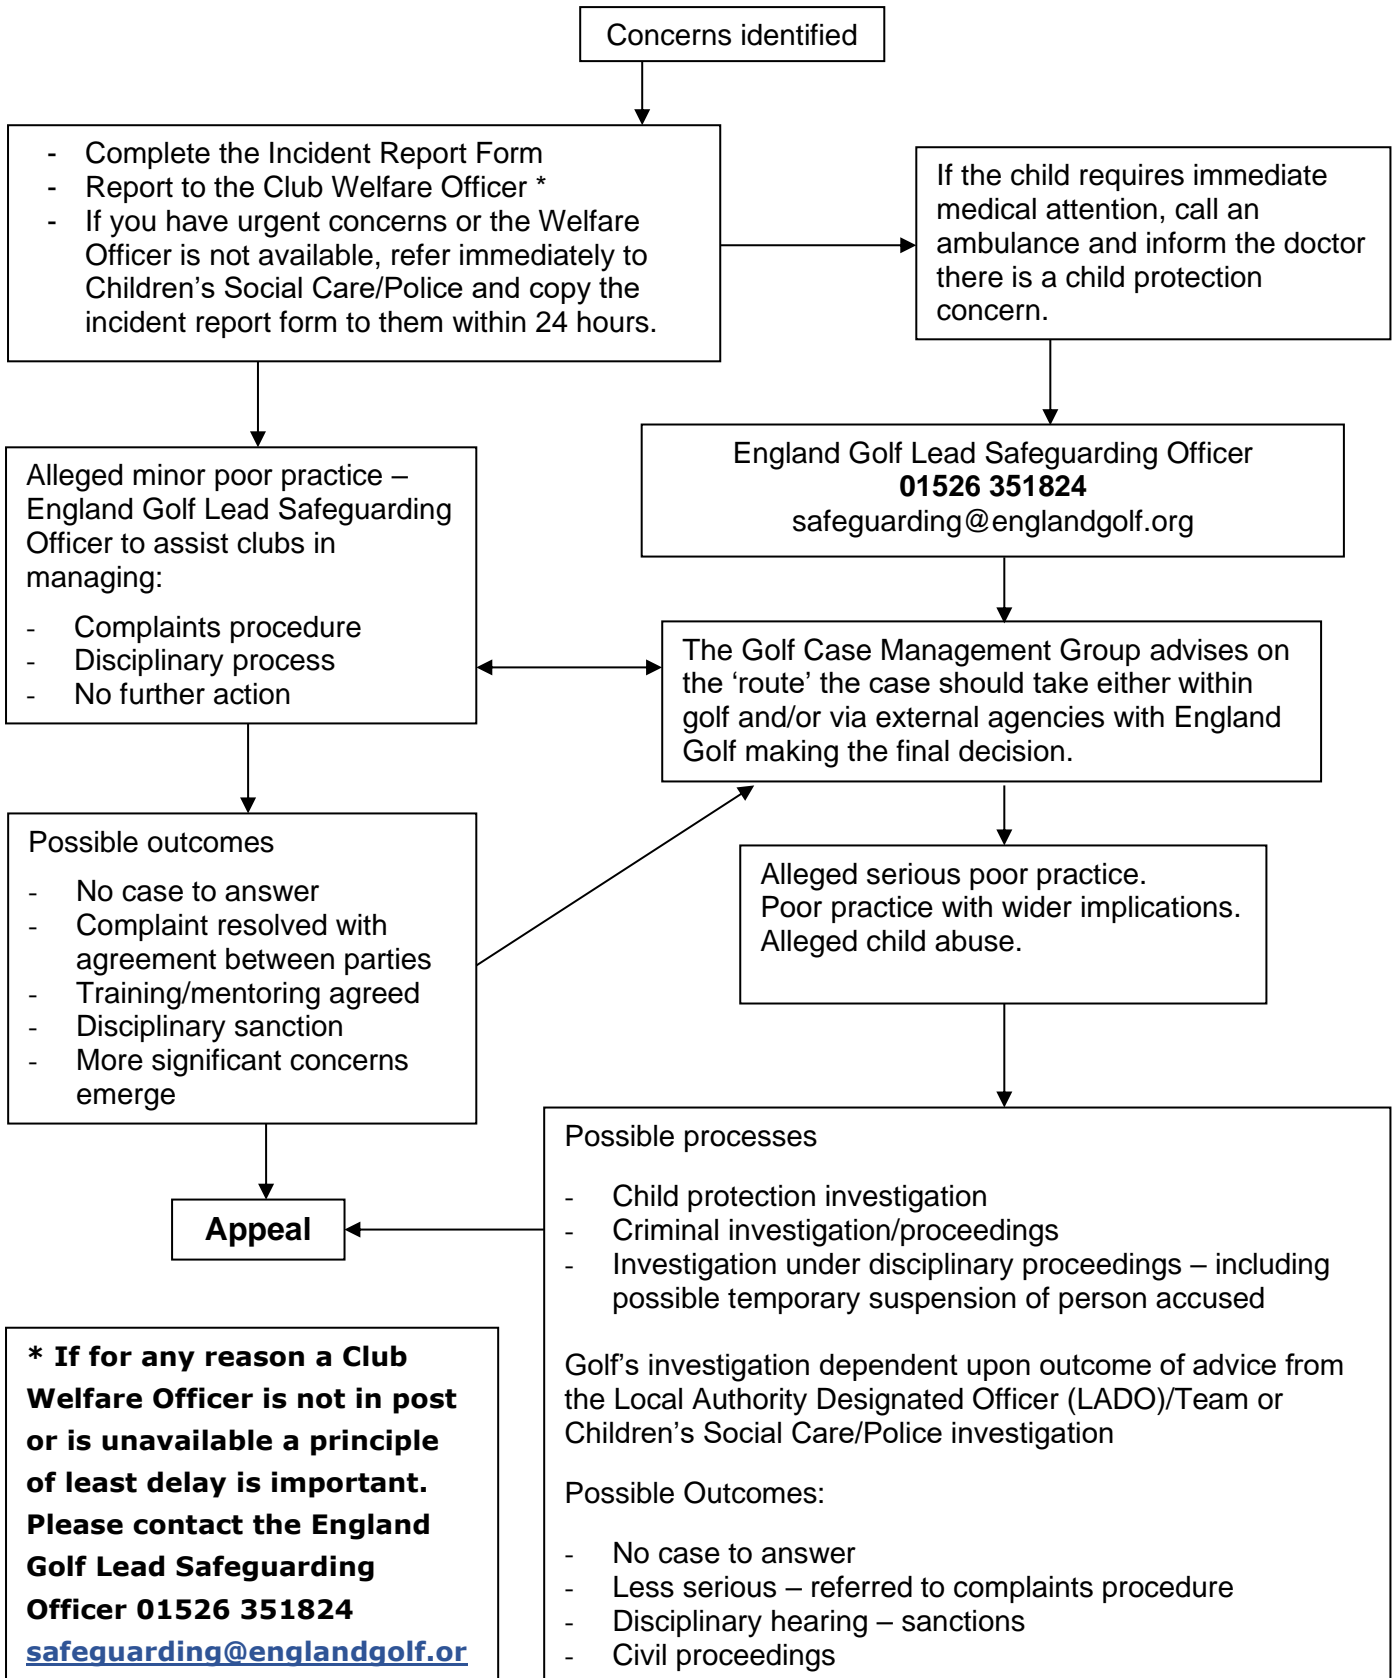 Concerns identified
- Complete the Incident Report Form
- Report to the Club Welfare Officer *
- If you have urgent concerns or the Welfare
Officer is not available, refer immediately to
Children’s Social Care/Police and copy the
incident report form to them within 24 hours.
If the child requires immediate
medical attention, call an
ambulance and inform the doctor
there is a child protection
concern.
Alleged minor poor practice –
England Golf Lead Safeguarding
Officer to assist clubs in
managing:
- Complaints procedure
- Disciplinary process
- No further action
England Golf Lead Safeguarding Officer
01526 351824
safeguarding@englandgolf.org
The Golf Case Management Group advises on
the ‘route’ the case should take either within
golf and/or via external agencies with England
Golf making the final decision.
Possible outcomes
- No case to answer
- Complaint resolved with
agreement between parties
- Training/mentoring agreed
- Disciplinary sanction
- More significant concerns
emerge
Alleged serious poor practice.
Poor practice with wider implications.
Alleged child abuse.
Appeal
Possible processes
- Child protection investigation
- Criminal investigation/proceedings
- Investigation under disciplinary proceedings – including
possible temporary suspension of person accused
Golf’s investigation dependent upon outcome of advice from
the Local Authority Designated Officer (LADO)/Team or
Children’s Social Care/Police investigation
Possible Outcomes:
- No case to answer
- Less serious – referred to complaints procedure
- Disciplinary hearing – sanctions
- Civil proceedings
* If for any reason a Club
Welfare Officer is not in post
or is unavailable a principle
of least delay is important.
Please contact the England
Golf Lead Safeguarding
Officer 01526 351824
safeguarding@englandgolf.or